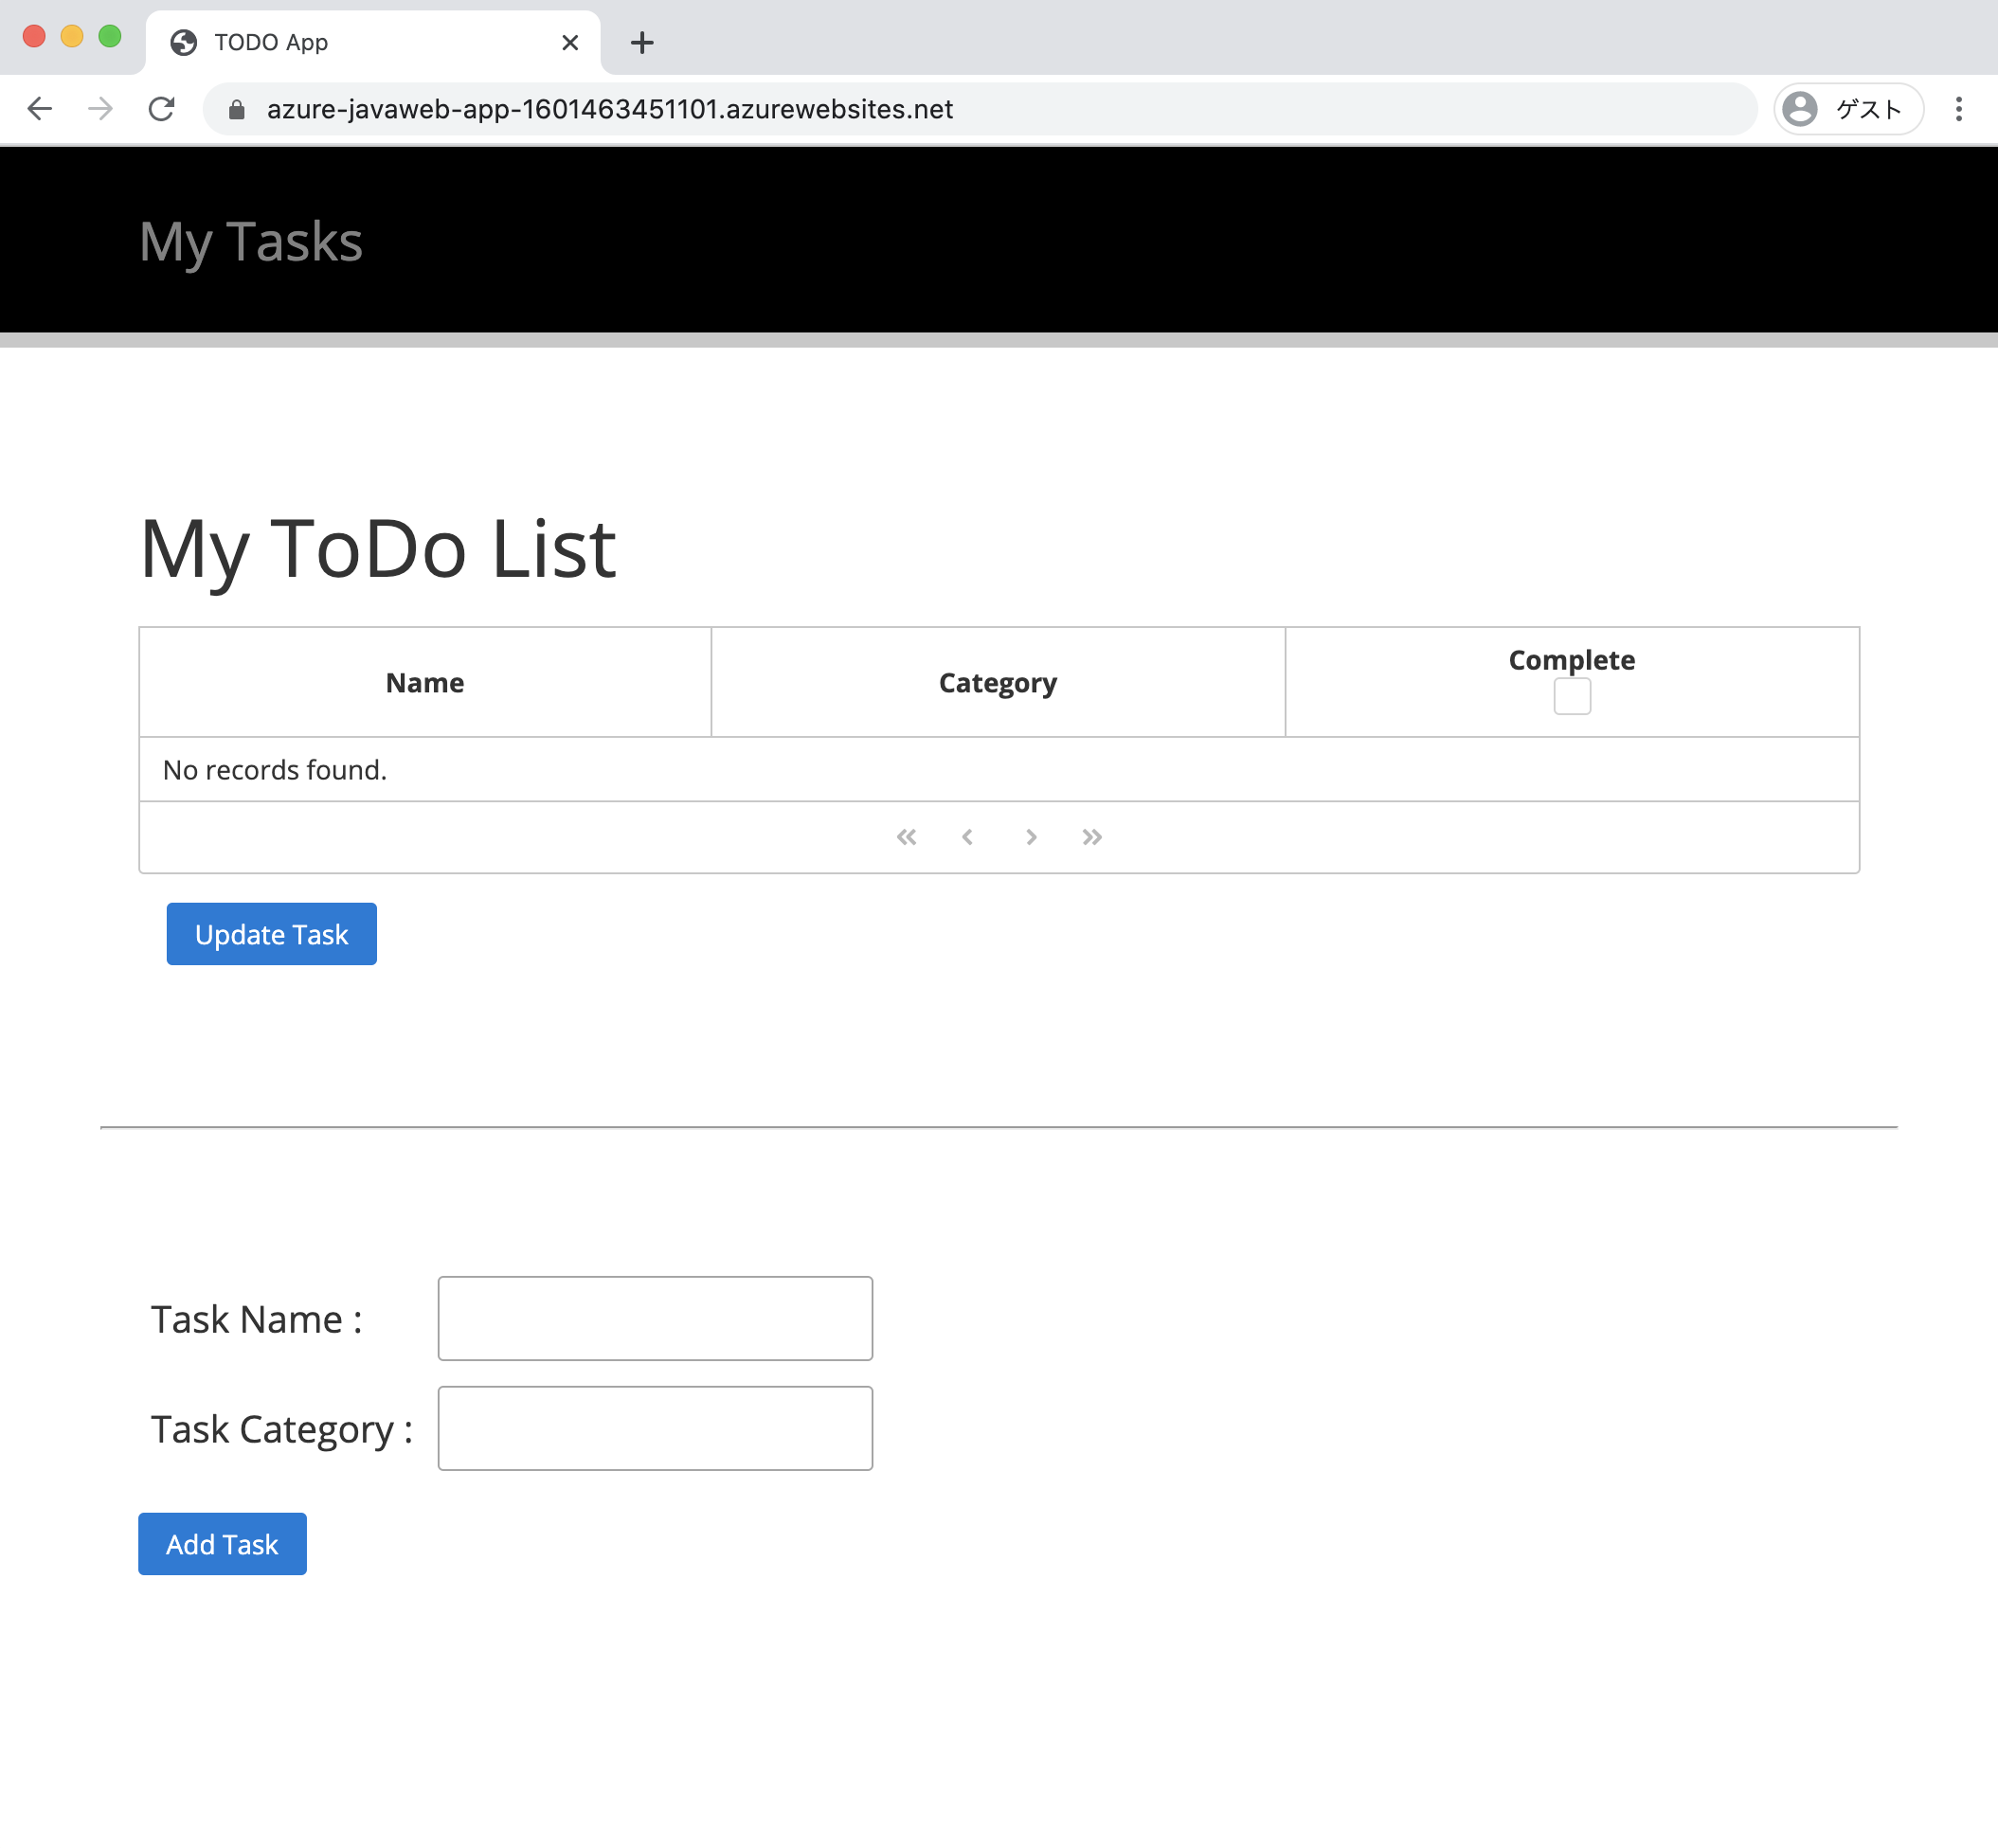 TODO App
azure-javaweb-app-1601463451101.azurewebsites.net
ゲスト
My Tasks
My ToDo List
Name Category Complete
No records found.
Update Task
Task Name :
Task Category :
Add Task